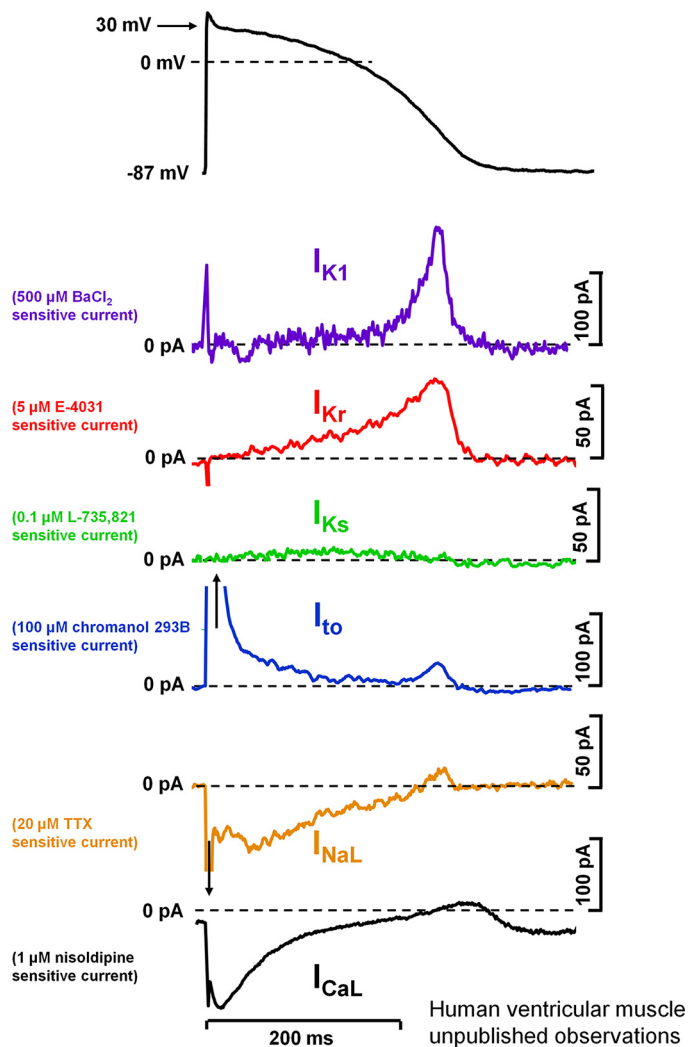 30 mV
0 mV
-87 mV
IK1
(500 µM BaCl2
sensitive current)
0 pA
100 pA
IKr
(5 µM E-4031
sensitive current)
0 pA
50 pA
IKs
(0.1 µM L-735,821
sensitive current)
0 pA
50 pA
Ito
(100 µM chromanol 293B
sensitive current)
0 pA
100 pA
0 pA
50 pA
(20 µM TTX
sensitive current)
INaL
0 pA
100 pA
(1 µM nisoldipine
sensitive current)
ICaL
200 ms
Human ventricular muscle
unpublished observations